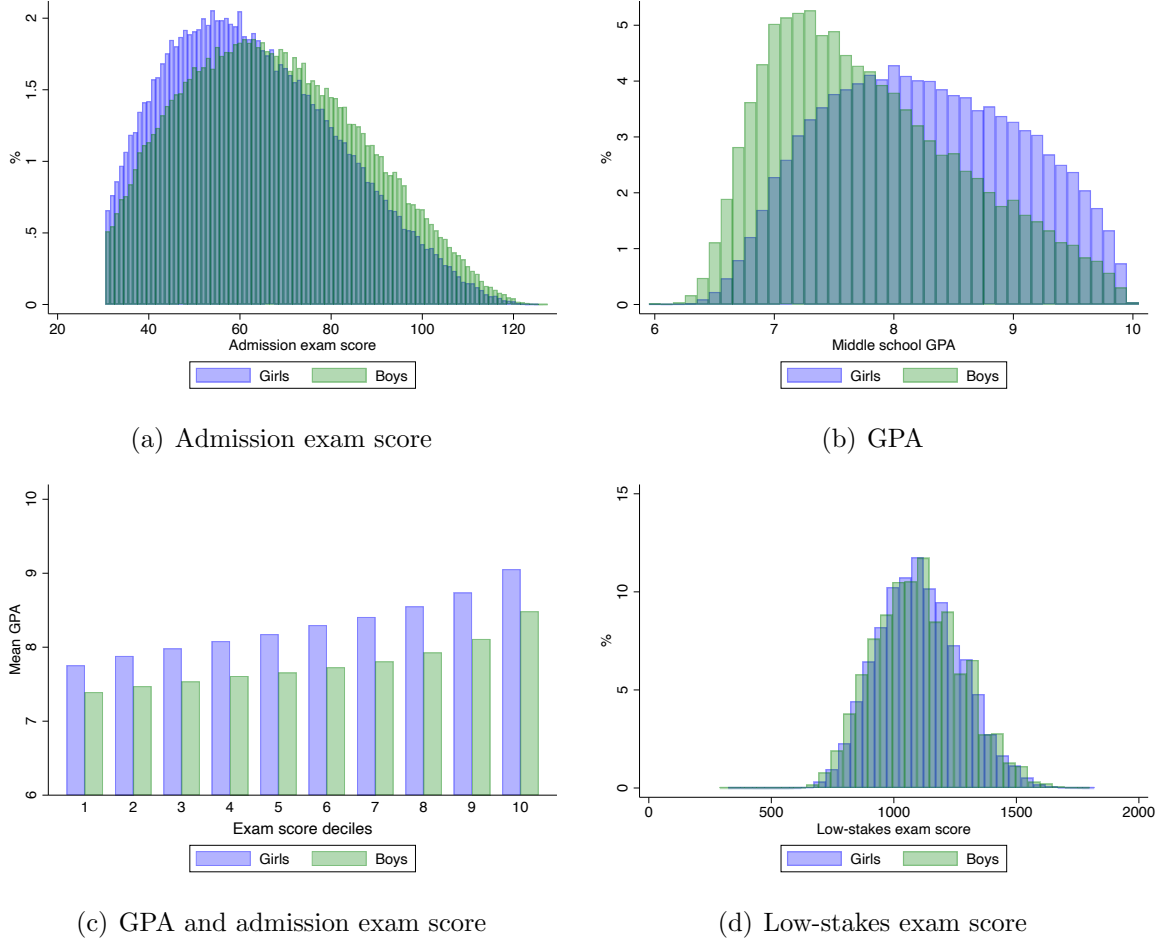 2
1.5
%
1
.5
0
20 40 60 80 100 120
Admission exam score
Girls Boys
(a) Admission exam score
5
4
3
%
2
1
0
6 7 8 9 10
Middle school GPA
Girls Boys
(b) GPA
10
9
Mean GPA
8
7
6
1 2 3 4 5 6 7 8 9 10
Exam score deciles
Girls Boys
(c) GPA and admission exam score
15
10
%
5
0
0 500 1000 1500 2000
Low-stakes exam score
Girls Boys
(d) Low-stakes exam score